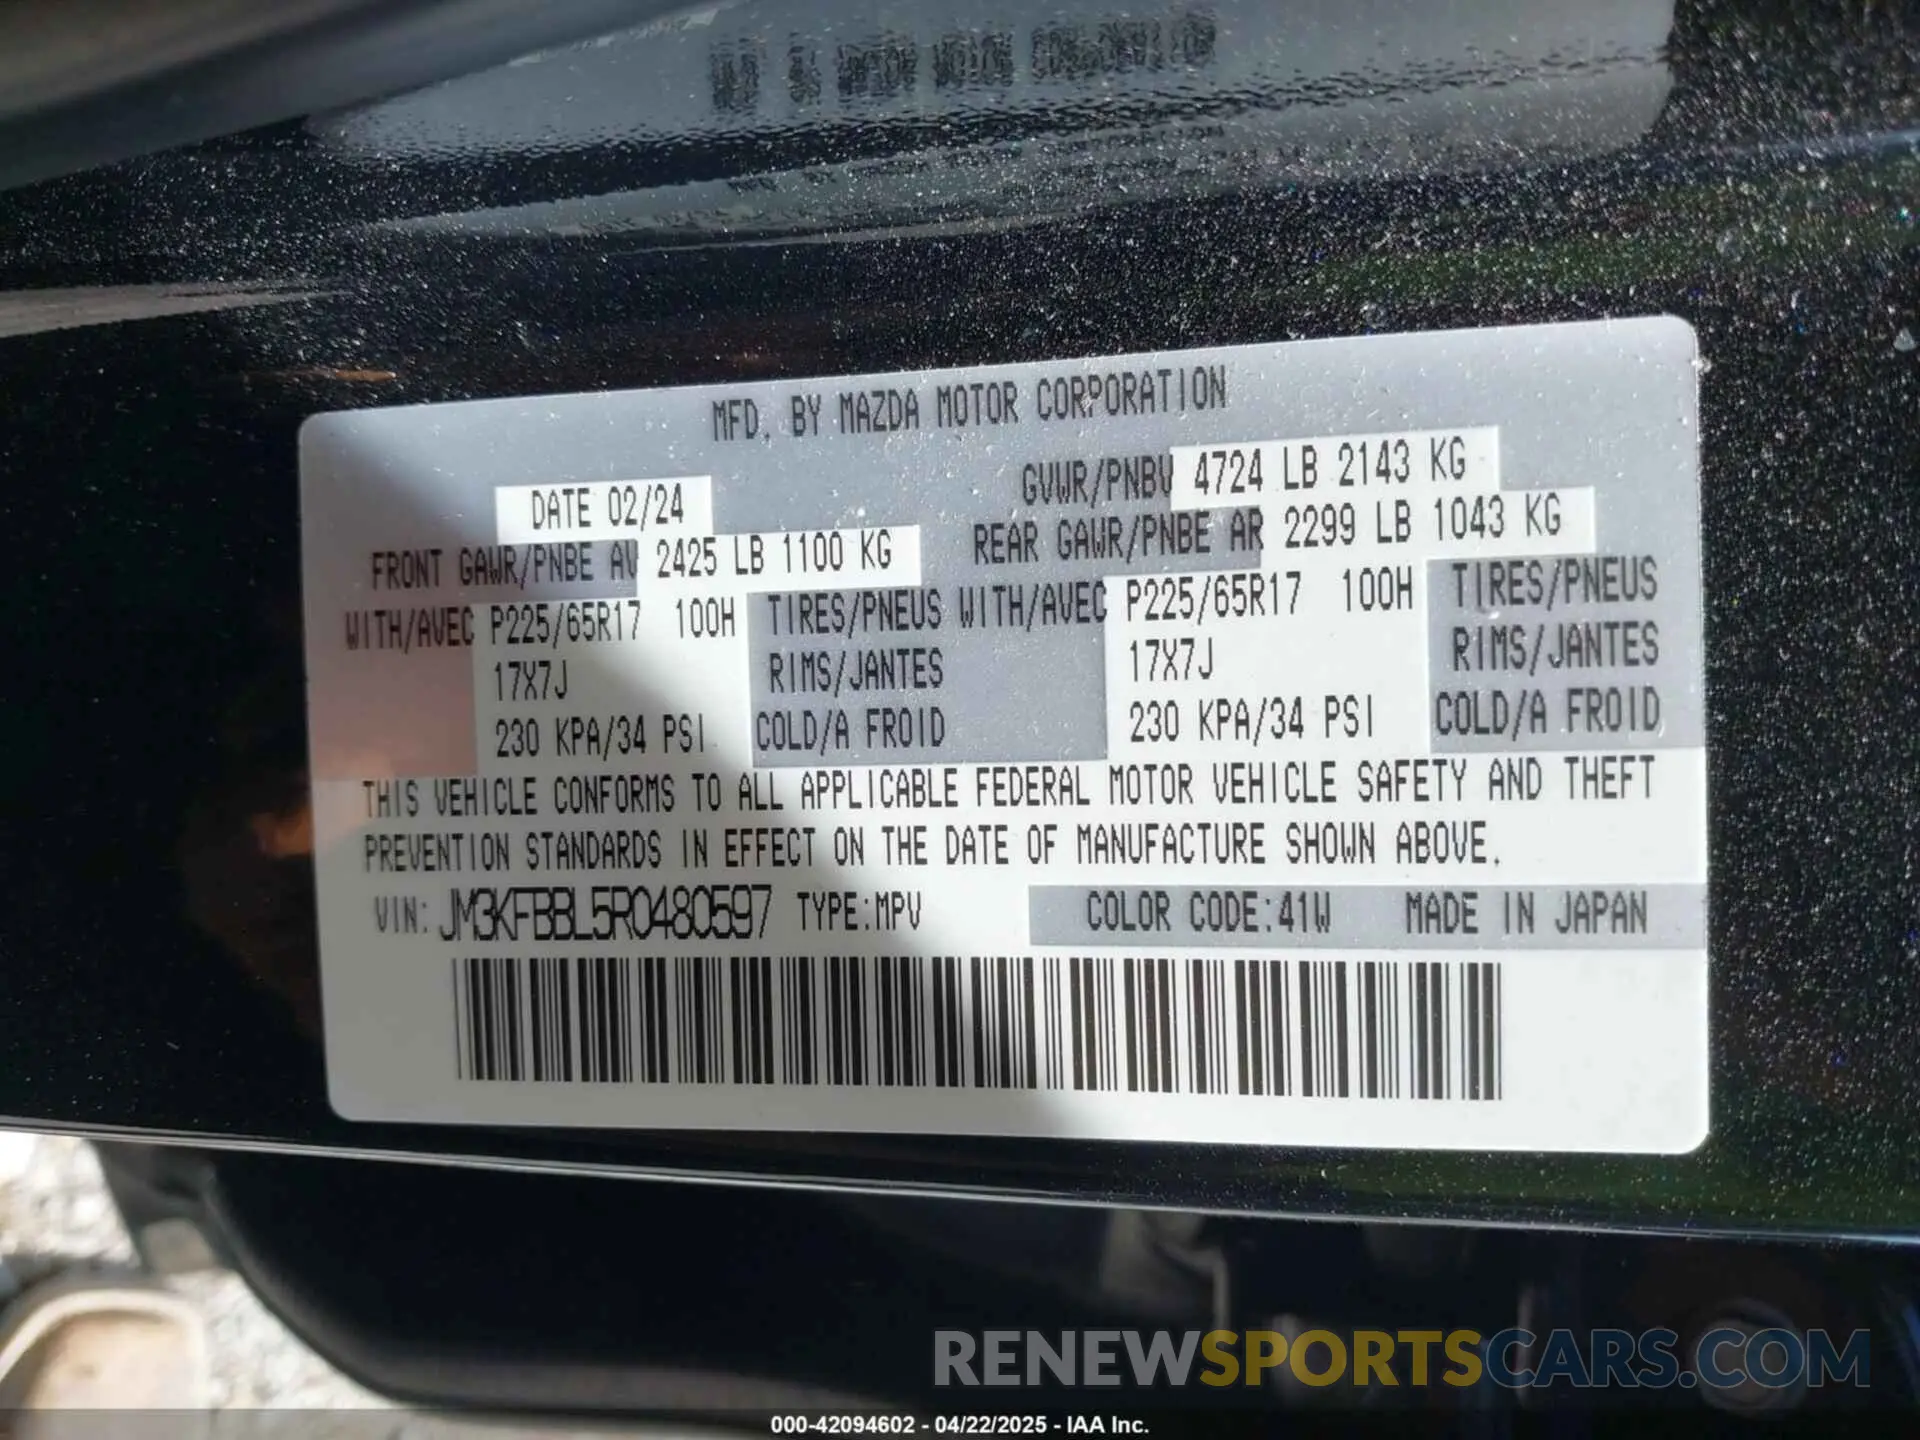 MFD. BY MAZDA MOTOR CORPORATION
DATE 02/24 GVWR/PNBV 4724 LB 2143 KG
FRONT GAWR/PNBE AV 2425 LB 1100 KG REAR GAWR/PNBE AR 2299 LB 1043 KG
WITH/AVEC P225/65R17 100H TIRES/PNEUS WITH/AVEC P225/65R17 100H TIRES/PNEUS
17X7J RIMS/JANTES 17X7J RIMS/JANTES
230 KPA/34 PSI COLD/A FROID 230 KPA/34 PSI COLD/A FROID
THIS VEHICLE CONFORMS TO ALL APPLICABLE FEDERAL MOTOR VEHICLE SAFETY AND THEFT
PREVENTION STANDARDS IN EFFECT ON THE DATE OF MANUFACTURE SHOWN ABOVE.
VIN: JM3KFBBL5R0480597 TYPE:MPV COLOR CODE:41W MADE IN JAPAN
RENEWSPORTSCARS.COM
000-42094602 - 04/22/2025 - IAA Inc.